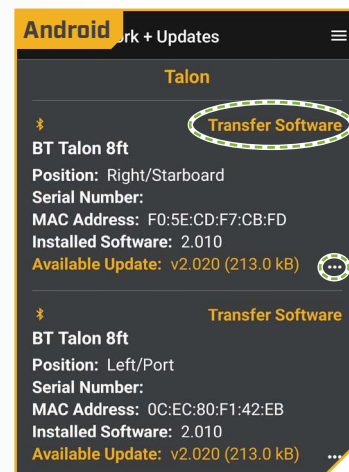 Android
rk + Updates
Talon
Transfer Software
BT Talon 8ft
Position: Right/Starboard
Serial Number:
MAC Address: F0:5E:CD:F7:CB:FD
Installed Software: 2.010
Available Update: v2.020 (213.0 kB)
Transfer Software
BT Talon 8ft
Position: Left/Port
Serial Number:
MAC Address: 0C:EC:80:F1:42:EB
Installed Software: 2.010
Available Update: v2.020 (213.0 kB)